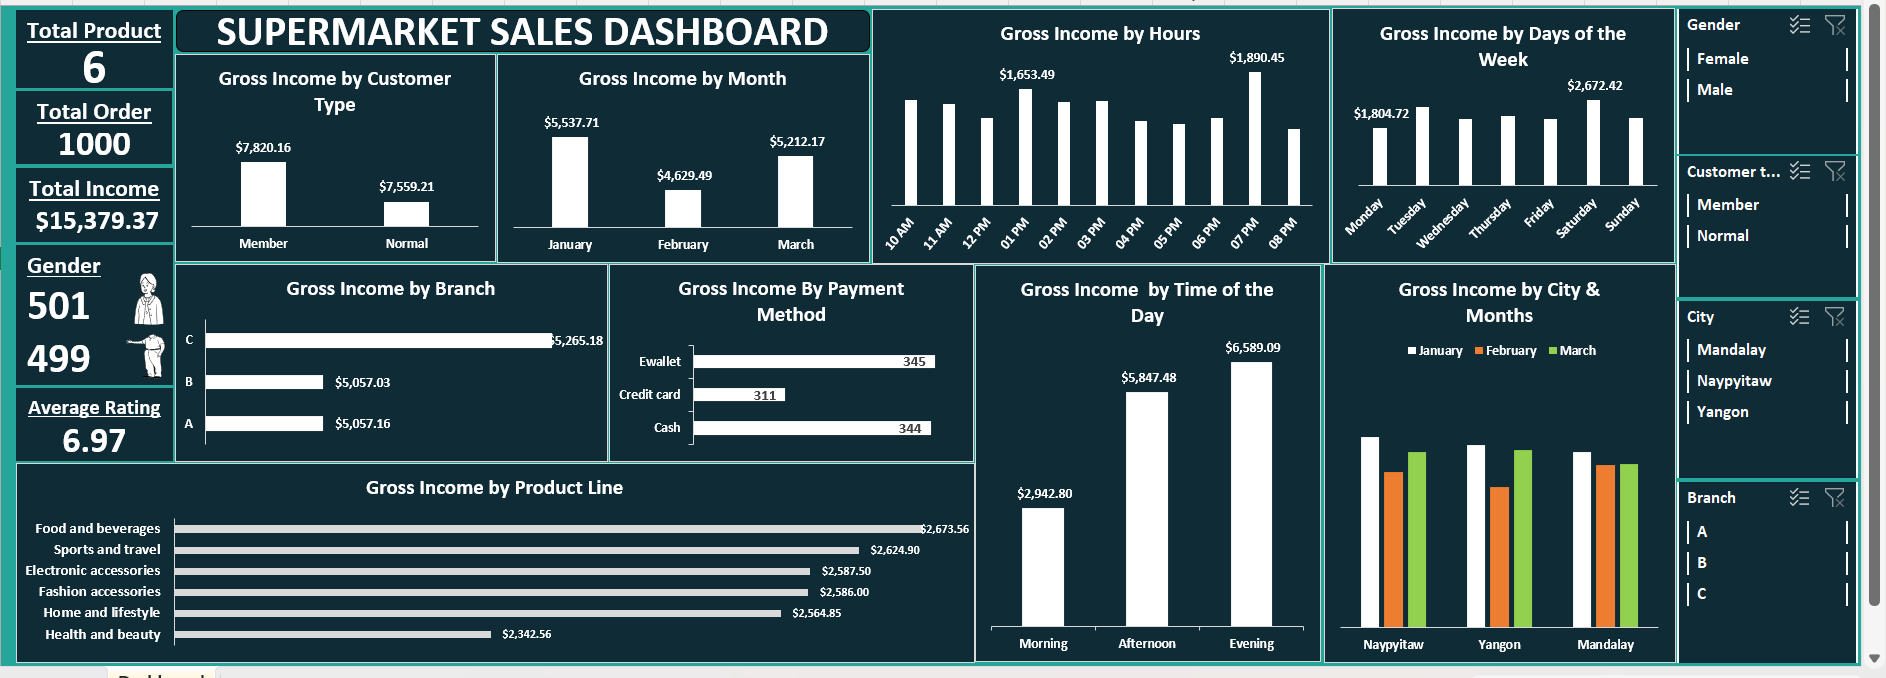 Total Product
6
Total Order
1000
Total Income
$15,379.37
Gender
501
499
Average Rating
6.97
SUPERMARKET SALES DASHBOARD
Gross Income by Customer
Type
$7,820.16
$7,559.21
Member
Normal
Gross Income by Month
$5,537.71
$4,629.49
$5,212.17
January
February
March
Gross Income by Hours
$1,653.49
$1,890.45
10 AM
11 AM
12 PM
01 PM
02 PM
03 PM
04 PM
05 PM
06 PM
07 PM
08 PM
Gross Income by Days of the
Week
$1,804.72
$2,672.42
Monday
Tuesday
Wednesday
Thursday
Friday
Saturday
Sunday
Gross Income by Branch
C
$5,265.18
B
$5,057.03
A
$5,057.16
Gross Income By Payment
Method
Ewallet
345
Credit card
311
Cash
344
Gross Income by Time of the
Day
$2,942.80
$5,847.48
$6,589.09
Morning
Afternoon
Evening
Gross Income by City &
Months
January
February
March
Naypyitaw
Yangon
Mandalay
Gross Income by Product Line
Food and beverages
$2,673.56
Sports and travel
$2,624.90
Electronic accessories
$2,587.50
Fashion accessories
$2,586.00
Home and lifestyle
$2,564.85
Health and beauty
$2,342.56
Gender
Female
Male
Customer t...
Member
Normal
City
Mandalay
Naypyitaw
Yangon
Branch
A
B
C